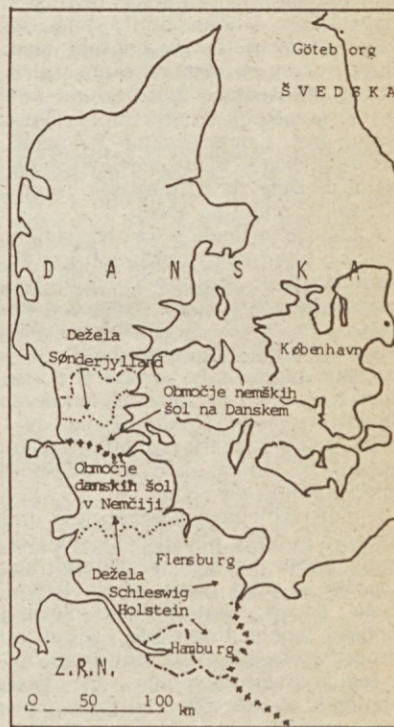 Göteborg
ŠVEDSKA
DANSKA
Dežela
Sønderjylland
København
Območje nemških
šol na Danskem
Območje
danskih šol
v Nemčiji
Flensburg
Dežela
Schleswig
Holstein
Hamburg
Z.R.N.
0 50 100
km